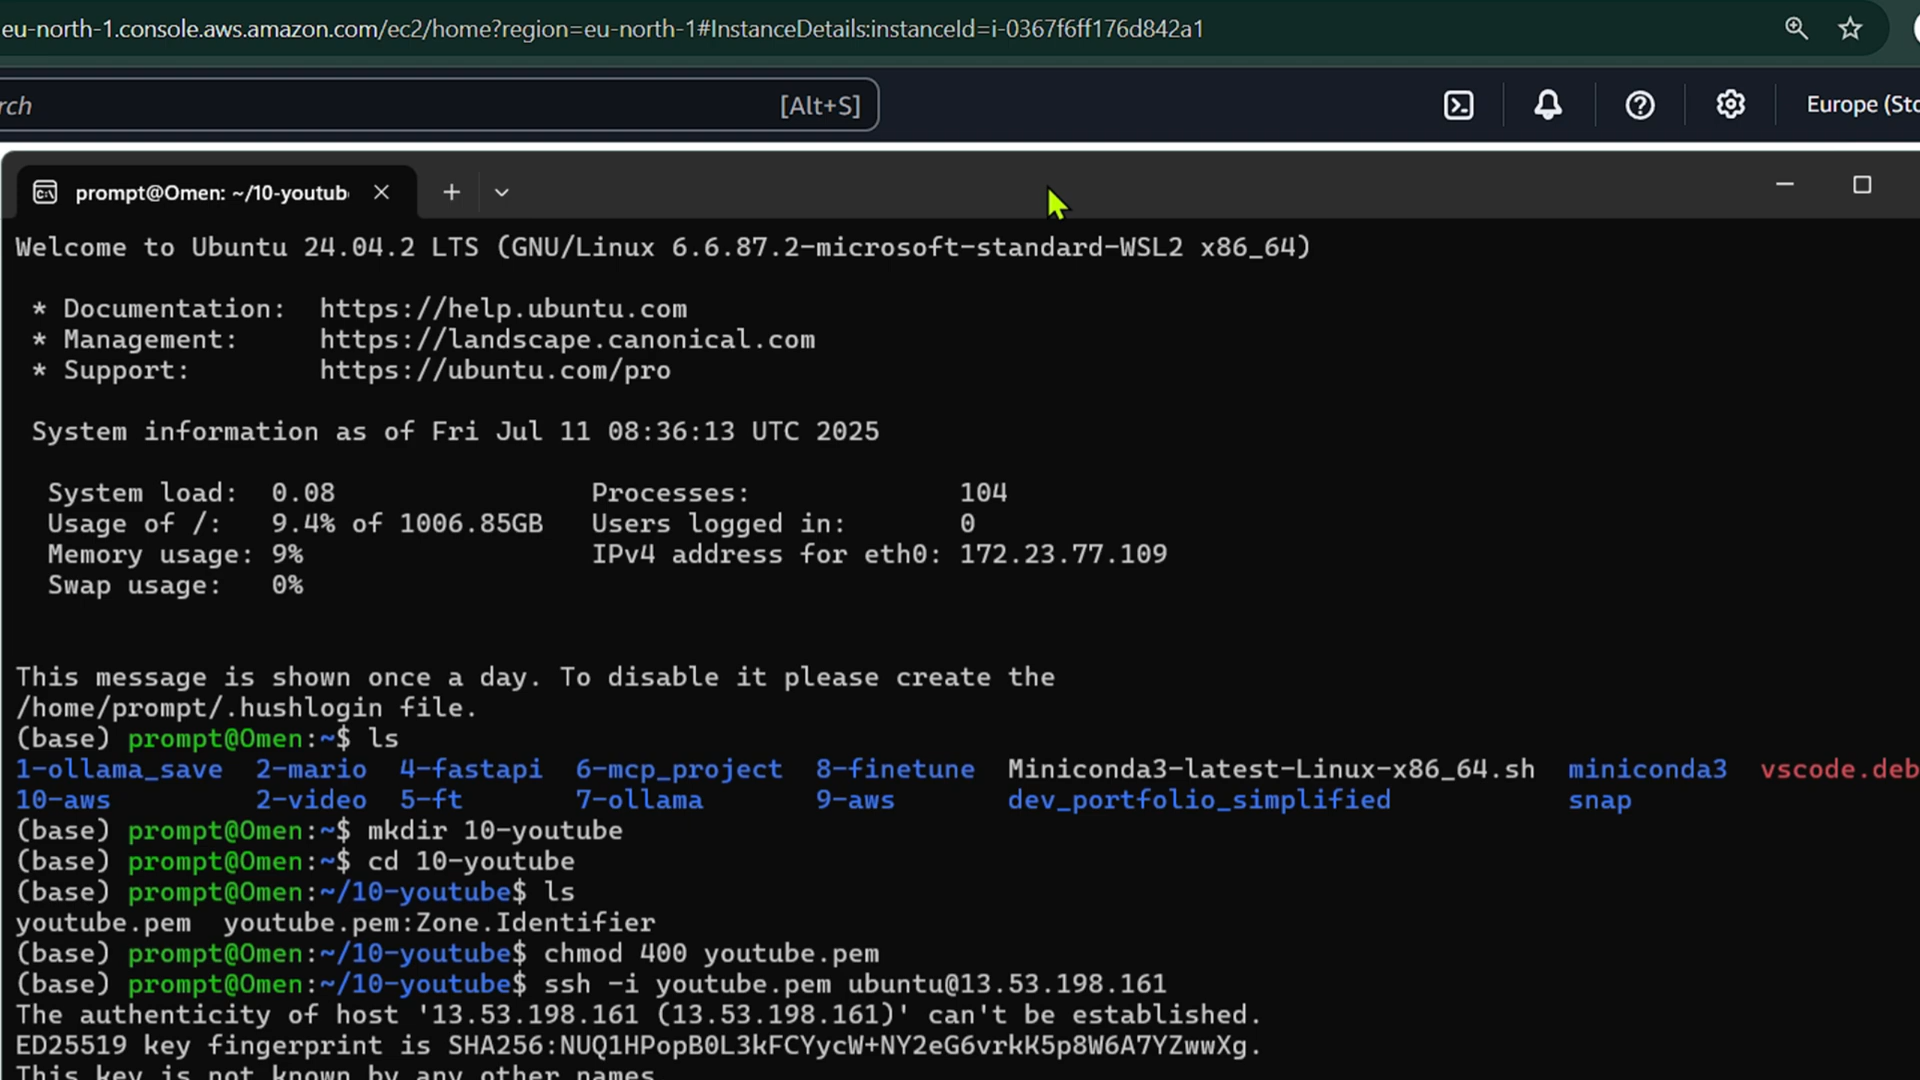 eu-north-1.console.aws.amazon.com/ec2/home?region=eu-north-1#InstanceDetails:instanceId=i-0367f6ff176d842a1
rch [Alt+S] Europe (Sto
prompt@Omen: ~/10-youtub
Welcome to Ubuntu 24.04.2 LTS (GNU/Linux 6.6.87.2-microsoft-standard-WSL2 x86_64)
* Documentation: https://help.ubuntu.com
* Management: https://landscape.canonical.com
* Support: https://ubuntu.com/pro
System information as of Fri Jul 11 08:36:13 UTC 2025
System load: 0.08 Processes: 104
Usage of /: 9.4% of 1006.85GB Users logged in: 0
Memory usage: 9% IPv4 address for eth0: 172.23.77.109
Swap usage: 0%
This message is shown once a day. To disable it please create the
/home/prompt/.hushlogin file.
(base) prompt@Omen:~$ ls
1-ollama_save 2-mario 4-fastapi 6-mcp_project 8-finetune Miniconda3-latest-Linux-x86_64.sh miniconda3 vscode.deb
10-aws 2-video 5-ft 7-ollama 9-aws dev_portfolio_simplified snap
(base) prompt@Omen:~$ mkdir 10-youtube
(base) prompt@Omen:~$ cd 10-youtube
(base) prompt@Omen:~/10-youtube$ ls
youtube.pem youtube.pem:Zone.Identifier
(base) prompt@Omen:~/10-youtube$ chmod 400 youtube.pem
(base) prompt@Omen:~/10-youtube$ ssh -i youtube.pem ubuntu@13.53.198.161
The authenticity of host '13.53.198.161 (13.53.198.161)' can't be established.
ED25519 key fingerprint is SHA256:NUQ1HPopB0L3kFCYycW+NY2eG6vrkK5p8W6A7YZwwXg.
This key is not known by any other names